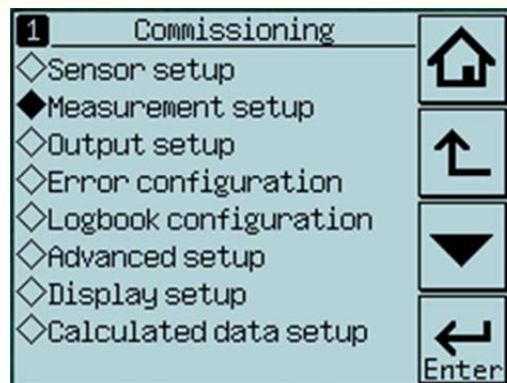 1 Commissioning
Sensor setup
Measurement setup
Output setup
Error configuration
Logbook configuration
Advanced setup
Display setup
Calculated data setup
Enter